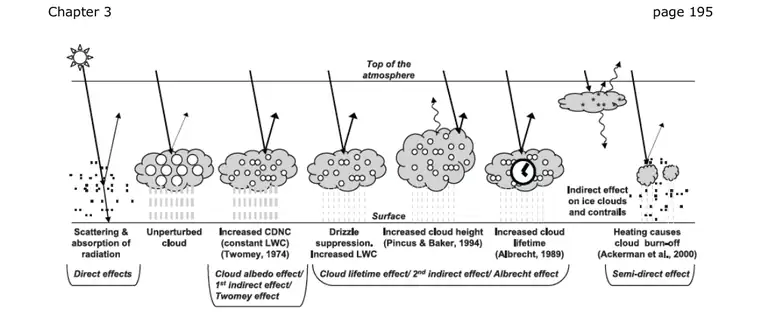 Chapter 3
page 195
Top of the
atmosphere
Indirect effect
on ice clouds
and contrails
Surface
Scattering &
absorption of
radiation
Unperturbed
cloud
Increased CDNC
(constant LWC)
(Twomey, 1974)
Drizzle
suppression.
Increased LWC
Increased cloud height
(Pincus & Baker, 1994)
Increased cloud
lifetime
(Albrecht, 1989)
Heating causes
cloud burn-off
(Ackerman et al., 2000)
Direct effects
Cloud albedo effect/
1st indirect effect/
Twomey effect
Cloud lifetime effect/ 2nd indirect effect/ Albrecht effect
Semi-direct effect